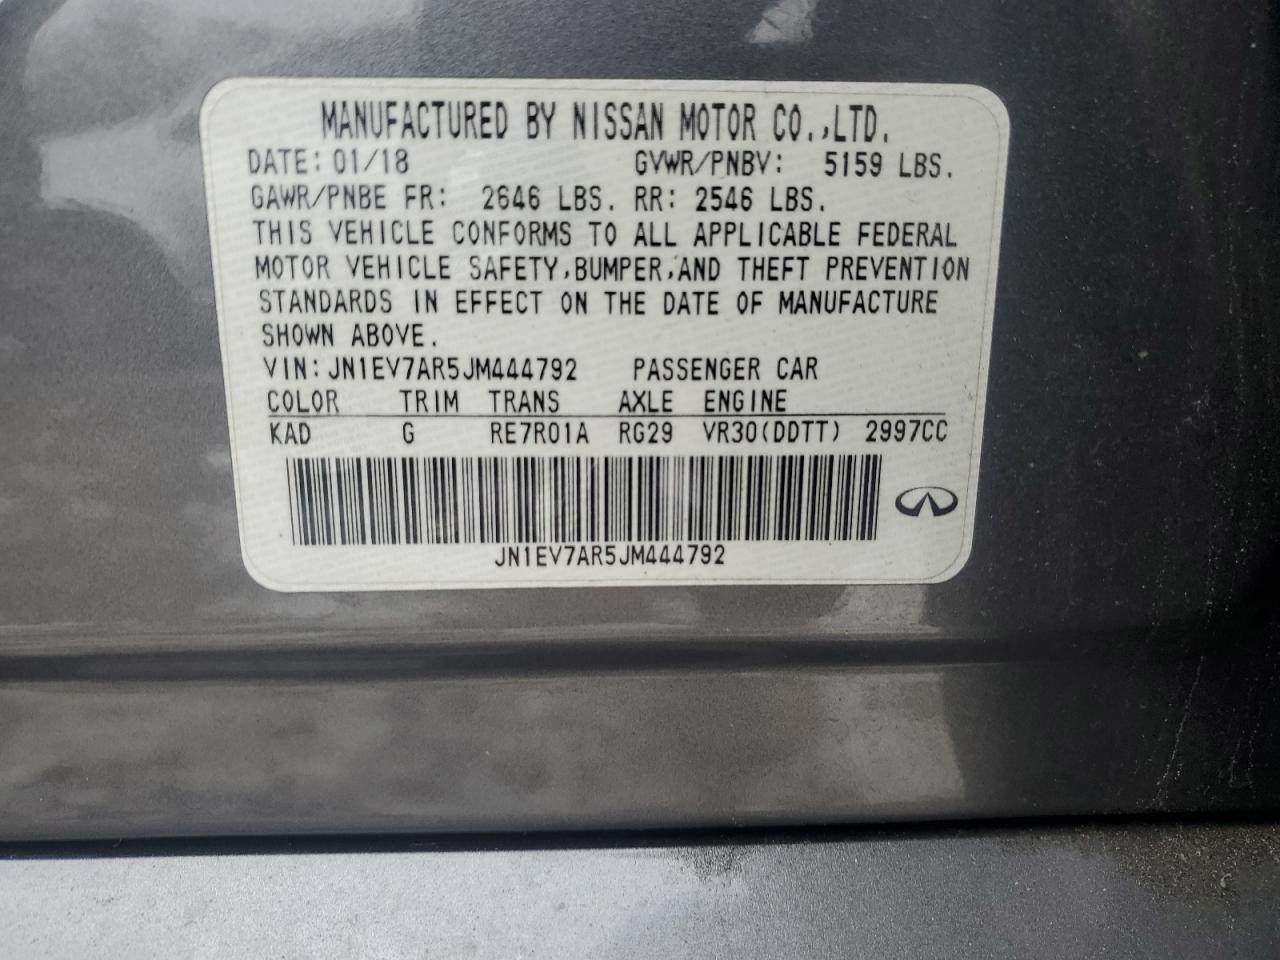 MANUFACTURED BY NISSAN MOTOR CO.,LTD.
DATE: 01/18 GVWR/PNBV: 5159 LBS.
GAWR/PNBE FR: 2646 LBS. RR: 2546 LBS.
THIS VEHICLE CONFORMS TO ALL APPLICABLE FEDERAL
MOTOR VEHICLE SAFETY,BUMPER,AND THEFT PREVENTION
STANDARDS IN EFFECT ON THE DATE OF MANUFACTURE
SHOWN ABOVE.
VIN: JN1EV7AR5JM444792 PASSENGER CAR
COLOR TRIM TRANS AXLE ENGINE
KAD G RE7R01A RG29 VR30(DDTT) 2997CC
JN1EV7AR5JM444792